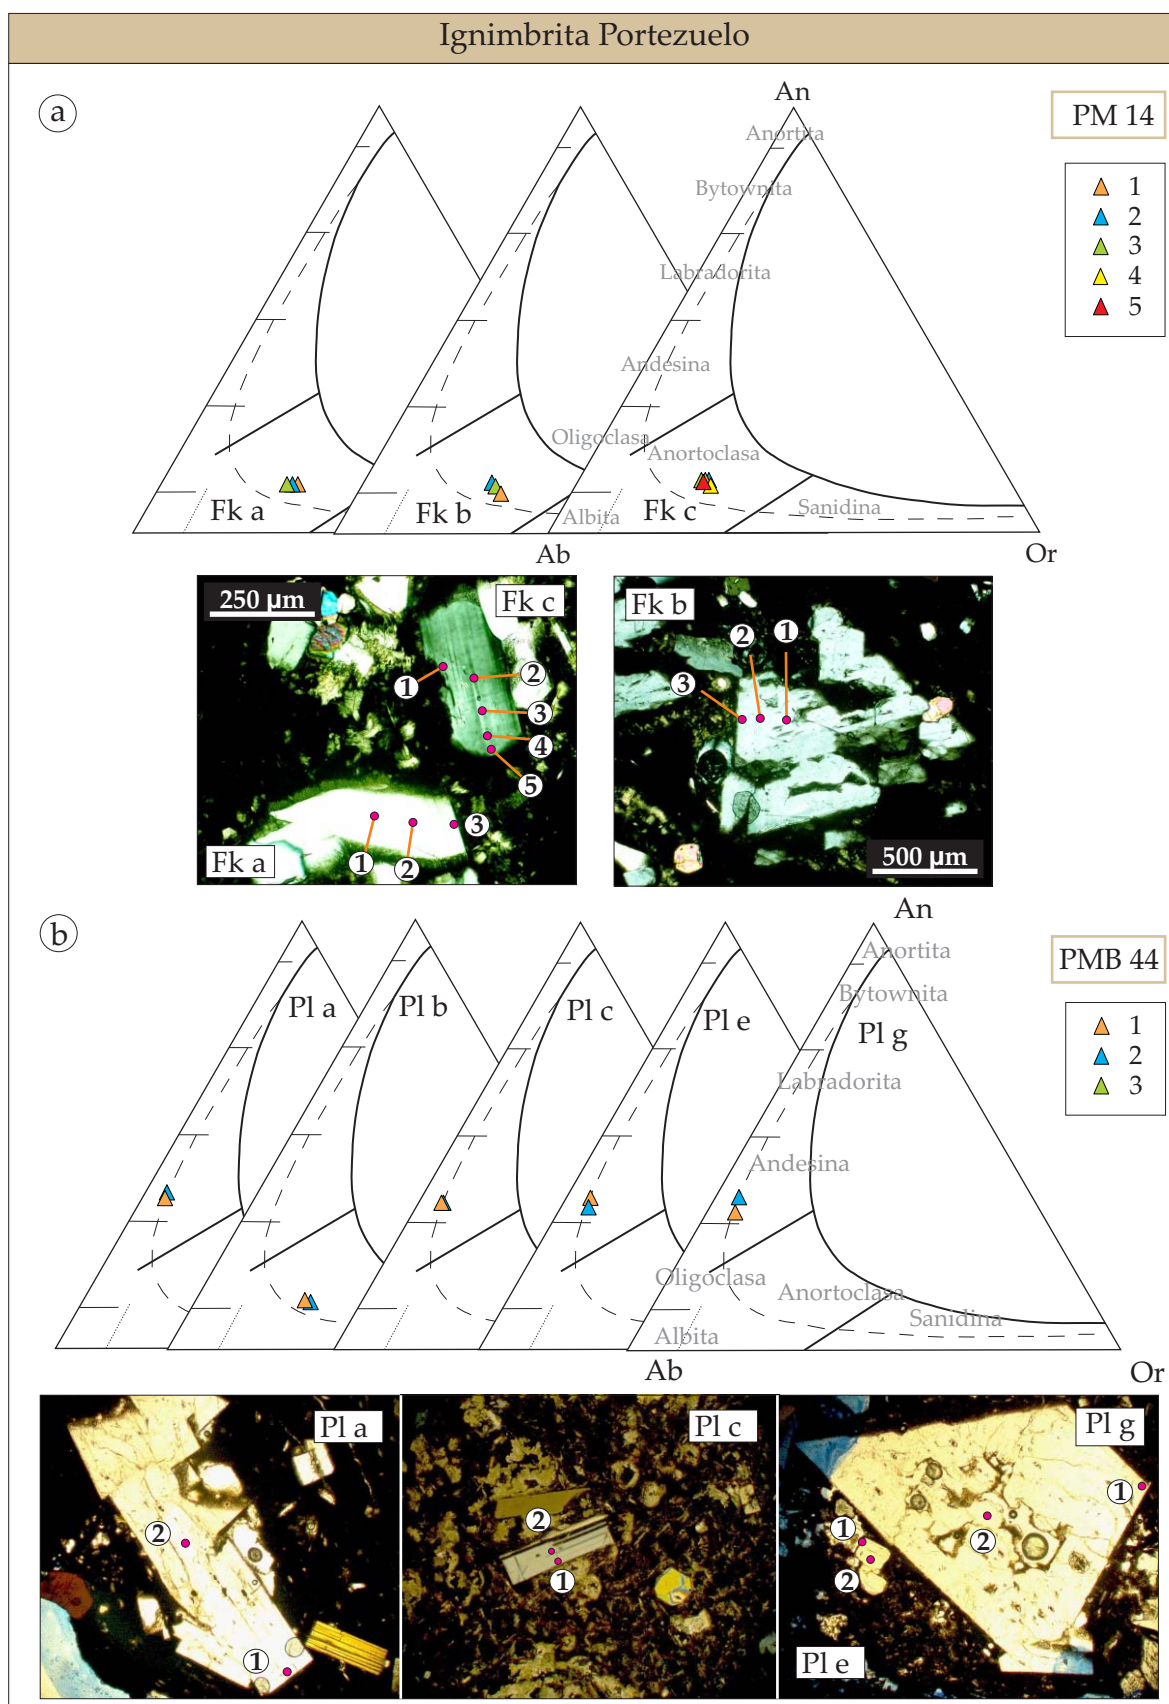 Ignimbrita Portezuelo
a
An
PM 14
Anortita
Bytownita
Labradorita
Andesina
Oligoclasa
Anortoclasa
Albita
Sanidina
1
2
3
4
5
Fk a
Fk b
Fk c
Ab
Or
250 µm
Fk c
1
2
3
4
5
Fk a
1
2
3
Fk b
3
2
1
500 µm
b
An
PMB 44
Anortita
Bytownita
Labradorita
Andesina
Oligoclasa
Anortoclasa
Albita
Sanidina
1
2
3
Pl a
Pl b
Pl c
Pl e
Pl g
Ab
Or
Pl a
2
1
Pl c
2
1
Pl g
1
2
1
2
Pl e